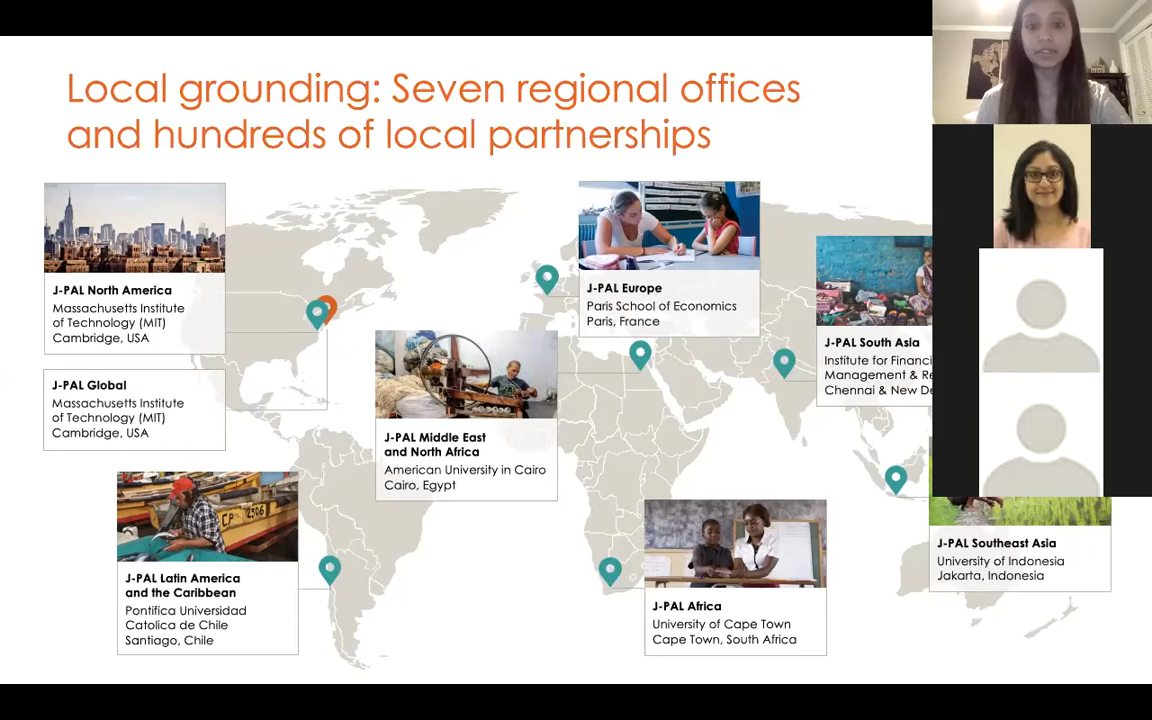 Local grounding: Seven regional offices
and hundreds of local partnerships
J-PAL North America
Massachusetts Institute
of Technology (MIT)
Cambridge, USA
J-PAL Global
Massachusetts Institute
of Technology (MIT)
Cambridge, USA
J-PAL Latin America
and the Caribbean
Pontifica Universidad
Catolica de Chile
Santiago, Chile
J-PAL Middle East
and North Africa
American University in Cairo
Cairo, Egypt
J-PAL Europe
Paris School of Economics
Paris, France
J-PAL Africa
University of Cape Town
Cape Town, South Africa
J-PAL South Asia
Institute for
Management &
Chennai & New
J-PAL Southeast Asia
University of Indonesia
Jakarta, Indonesia